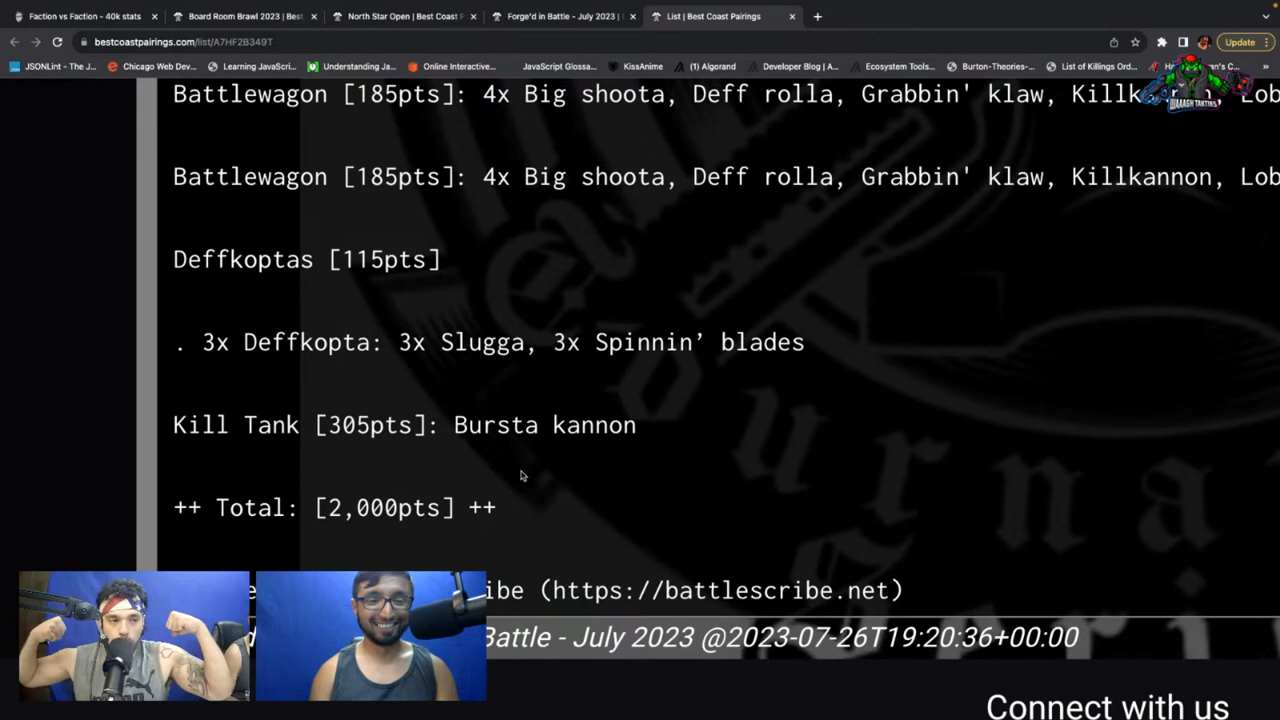 Faction vs Faction - 40k stats
Board Room Brawl 2023 | Best
North Star Open | Best Coast P
Forge'd in Battle - July 2023 |
List | Best Coast Pairings
bestcoastpairings.com/list/A7HF2B349T
Update
JSONLint - The J...
Chicago Web Dev...
Learning JavaScri...
Understanding Ja...
Online Interactive...
JavaScript Glossa...
KissAnime
(1) Algorand
Developer Blog | A...
Ecosystem Tools...
Burton-Theories-...
List of Killings Ord...
WAAAGH TAKTIKS
Battlewagon [185pts]: 4x Big shoota, Deff rolla, Grabbin' klaw, Lob
Battlewagon [185pts]: 4x Big shoota, Deff rolla, Grabbin' klaw, Killkannon, Lob
Deffkoptas [115pts]
. 3x Deffkopta: 3x Slugga, 3x Spinnin’ blades
Kill Tank [305pts]: Bursta kannon
++ Total: [2,000pts] ++
ibe (https://battlescribe.net)
Battle - July 2023 @2023-07-26T19:20:36+00:00
Connect with us